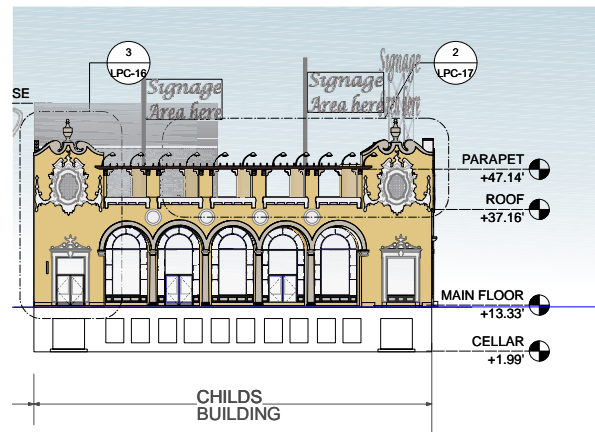 3
LPC-16
2
LPC-17
SE
Signage
Area here
Signage
Area here
Signage
PARAPET
+47.14'
ROOF
+37.16'
MAIN FLOOR
+13.33'
CELLAR
+1.99'
CHILDS
BUILDING